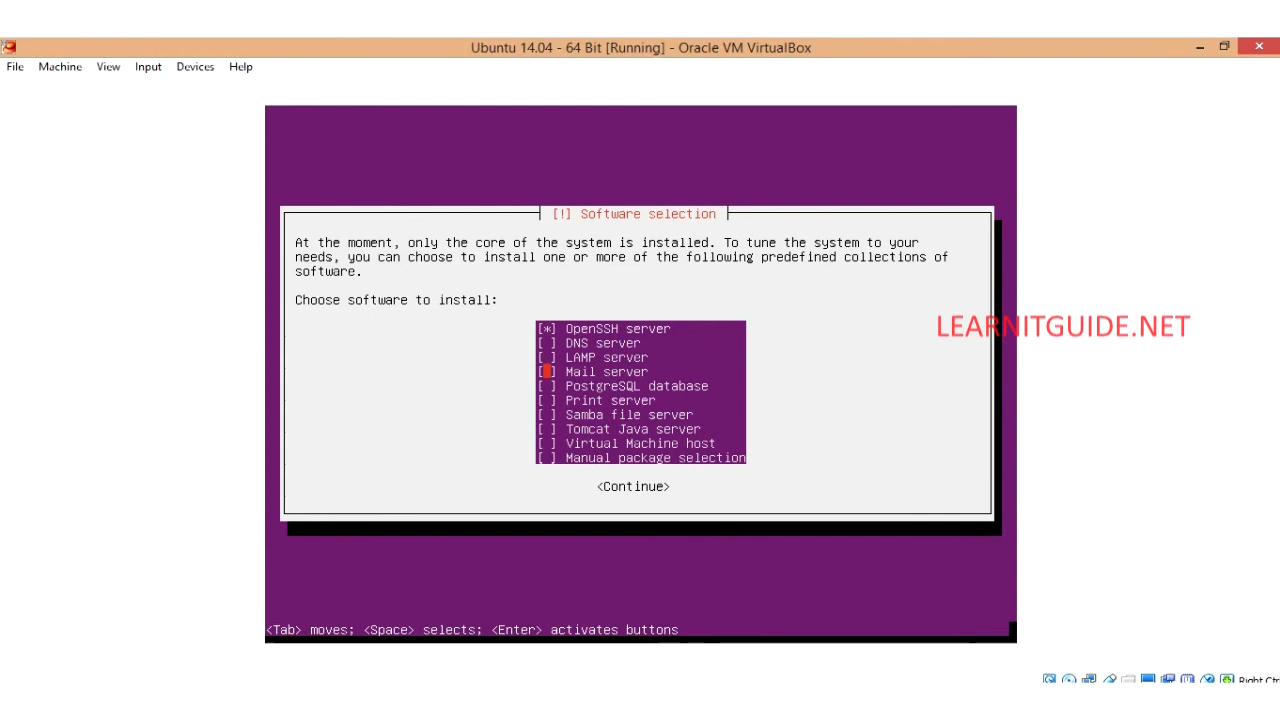 Ubuntu 14.04 - 64 Bit [Running] - Oracle VM VirtualBox
File Machine View Input Devices Help
[!] Software selection
At the moment, only the core of the system is installed. To tune the system to your
needs, you can choose to install one or more of the following predefined collections of
software.
Choose software to install:
[*] OpenSSH server
[ ] DNS server
[ ] LAMP server
[ ] Mail server
[ ] PostgreSQL database
[ ] Print server
[ ] Samba file server
[ ] Tomcat Java server
[ ] Virtual Machine host
[ ] Manual package selection
<Continue>
LEARNITGUIDE.NET
<Tab> moves; <Space> selects; <Enter> activates buttons
Right Ctr